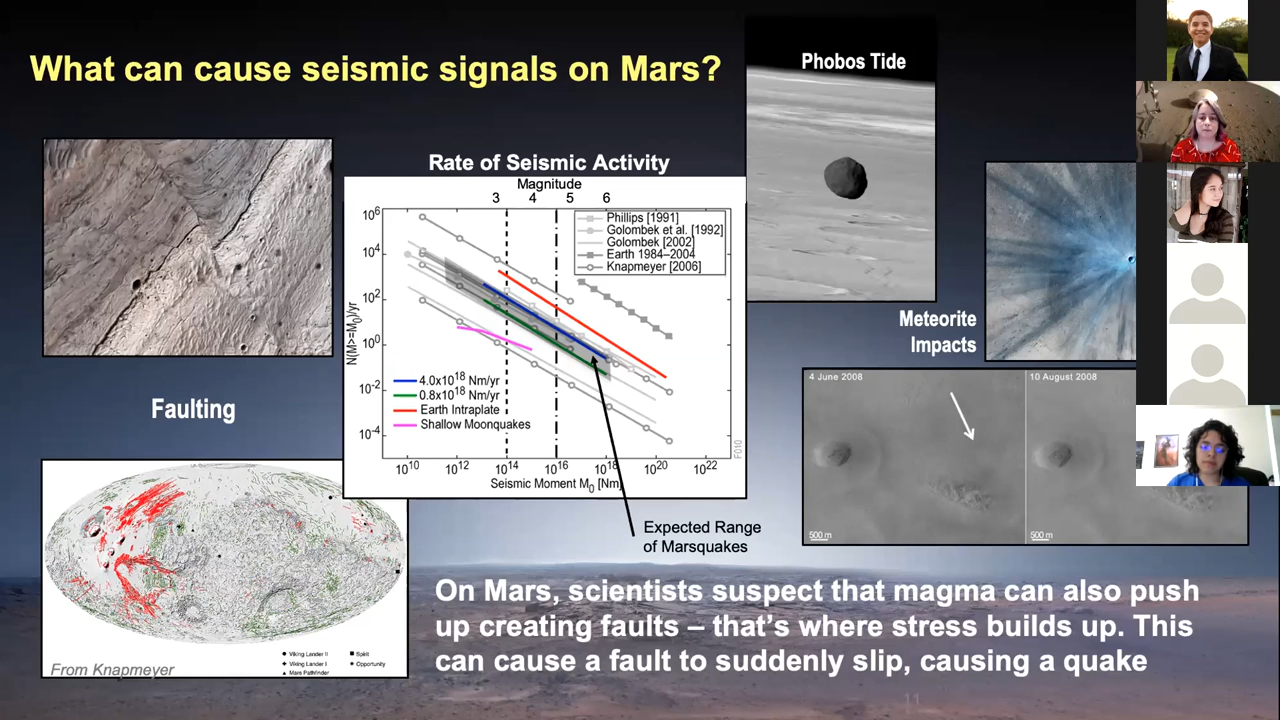 What can cause seismic signals on Mars?
Phobos Tide
Rate of Seismic Activity
Magnitude
3 4 5 6
10^6
10^4
10^2
10^0
10^-2
10^-4
N(M>=M0)/yr
Phillips [1991]
Golombek et al. [1992]
Golombek [2002]
Earth 1984–2004
Knapmeyer [2006]
4.0x10^18 Nm/yr
0.8x10^18 Nm/yr
Earth Intraplate
Shallow Moonquakes
F010
10^10 10^12 10^14 10^16 10^18 10^20 10^22
Seismic Moment M0 [Nm]
Expected Range
of Marsquakes
Meteorite
Impacts
4 June 2008
10 August 2008
500 m
500 m
Faulting
Viking Lander II
Viking Lander I
Mars Pathfinder
Spirit
Opportunity
From Knapmeyer
On Mars, scientists suspect that magma can also push
up creating faults – that's where stress builds up. This
can cause a fault to suddenly slip, causing a quake
11